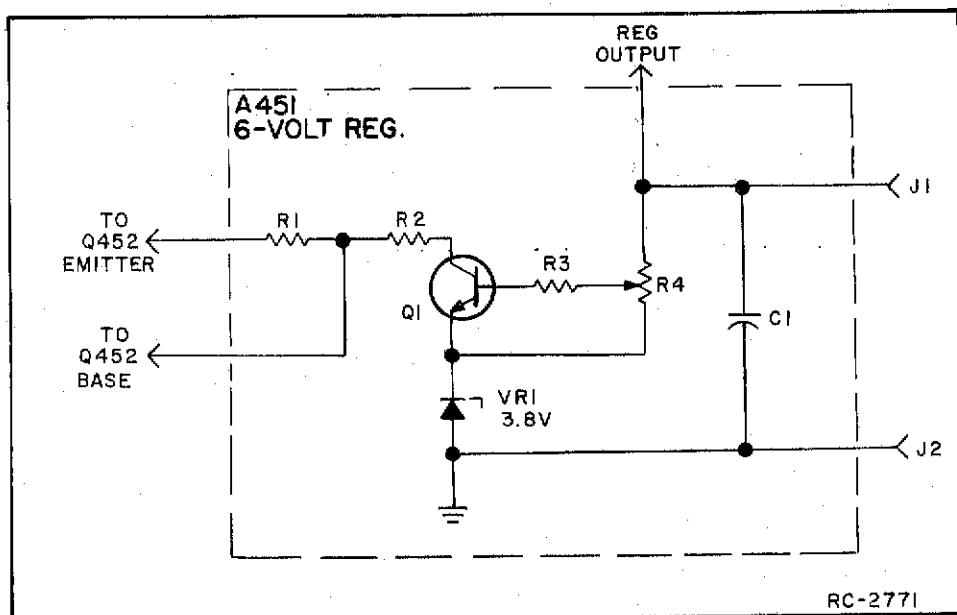 REG
OUTPUT
A451
6-VOLT REG.
J1
TO
Q452
EMITTER
R1
R2
R3
R4
Q1
C1
TO
Q452
BASE
VR1
3.8V
J2
RC-2771